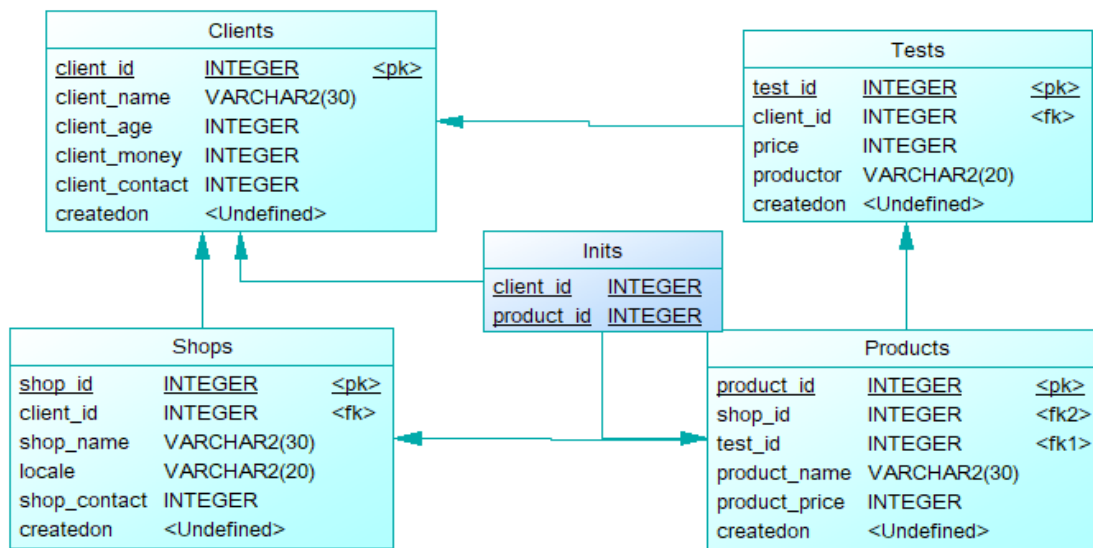 Clients
client_id INTEGER <pk>
client_name VARCHAR2(30)
client_age INTEGER
client_money INTEGER
client_contact INTEGER
createdon <Undefined>
Tests
test_id INTEGER <pk>
client_id INTEGER <fk>
price INTEGER
productor VARCHAR2(20)
createdon <Undefined>
Inits
client_id INTEGER
product_id INTEGER
Shops
shop_id INTEGER <pk>
client_id INTEGER <fk>
shop_name VARCHAR2(30)
locale VARCHAR2(20)
shop_contact INTEGER
createdon <Undefined>
Products
product_id INTEGER <pk>
shop_id INTEGER <fk2>
test_id INTEGER <fk1>
product_name VARCHAR2(30)
product_price INTEGER
createdon <Undefined>